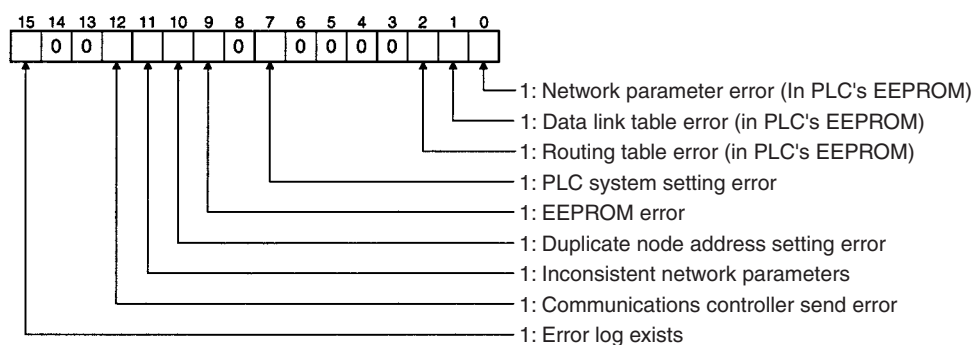 15 14 13 12 11 10 9 8 7 6 5 4 3 2 1 0
0 0 0 0 0 0 0
1: Network parameter error (In PLC's EEPROM)
1: Data link table error (in PLC's EEPROM)
1: Routing table error (in PLC's EEPROM)
1: PLC system setting error
1: EEPROM error
1: Duplicate node address setting error
1: Inconsistent network parameters
1: Communications controller send error
1: Error log exists